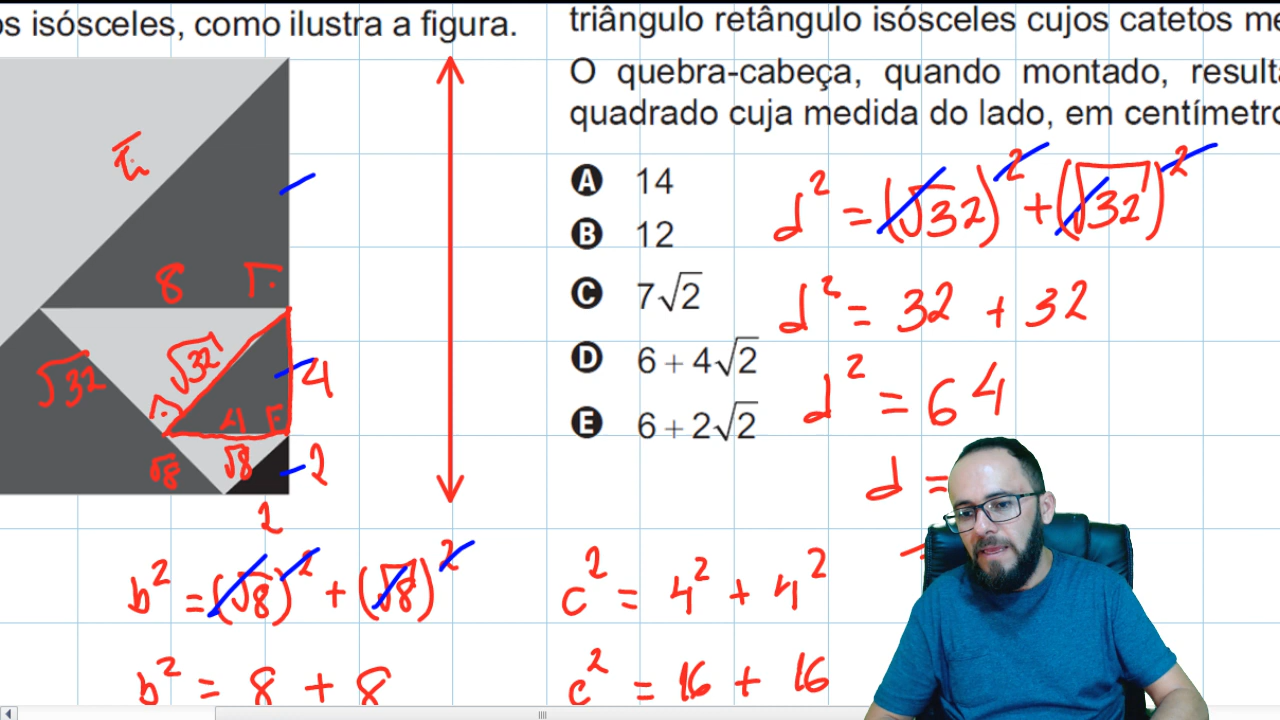 os isósceles, como ilustra a figura.
triângulo retângulo isósceles cujos catetos me
O quebra-cabeça, quando montado, result
quadrado cuja medida do lado, em centímetro
A 14
B 12
C 7√2
D 6 + 4√2
E 6 + 2√2
8
√32
√32
4
4
√8
√8
2
2
d² = (√32)² + (√32)²
d² = 32 + 32
d² = 64
d =
b² = (√8)² + (√8)²
b² = 8 + 8
c² = 4² + 4²
c² = 16 + 16